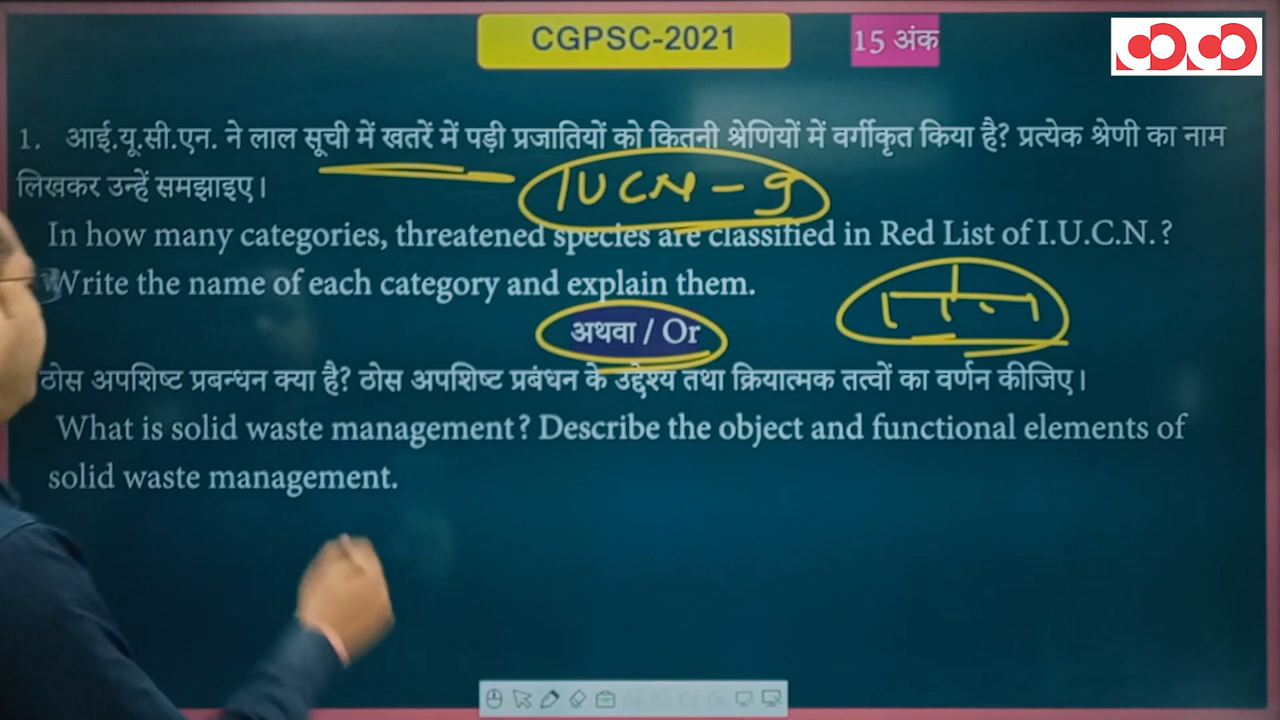 CGPSC-2021
15 अंक
1. आई.यू.सी.एन. ने लाल सूची में खतरें में पड़ी प्रजातियों को कितनी श्रेणियों में वर्गीकृत किया है? प्रत्येक श्रेणी का नाम
लिखकर उन्हें समझाइए।
IUCN - 9
In how many categories, threatened species are classified in Red List of I.U.C.N.?
Write the name of each category and explain them.
अथवा / Or
ठोस अपशिष्ट प्रबन्धन क्या है? ठोस अपशिष्ट प्रबंधन के उद्देश्य तथा क्रियात्मक तत्वों का वर्णन कीजिए।
What is solid waste management? Describe the object and functional elements of
solid waste management.